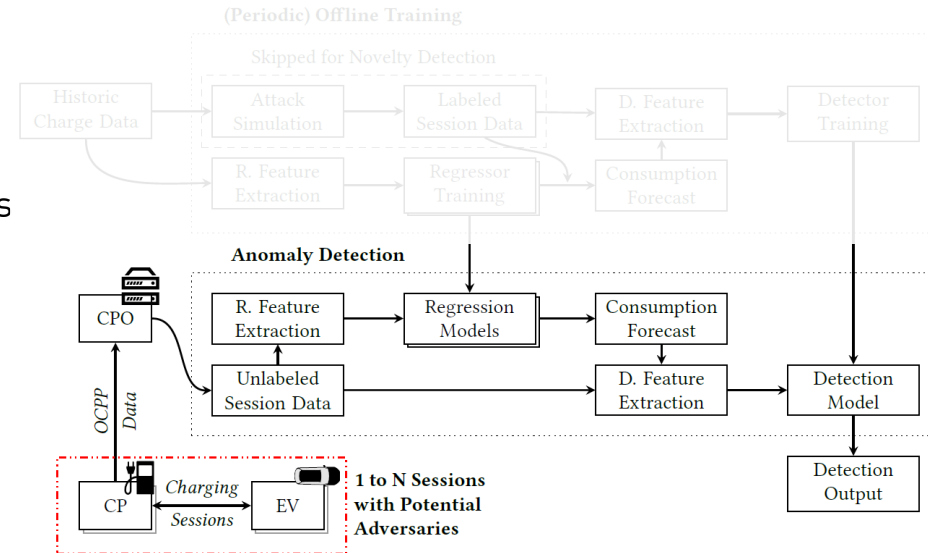 (Periodic) Offline Training
Skipped for Novelty Detection
Historic
Charge Data
Attack
Simulation
Labeled
Session Data
D. Feature
Extraction
Detector
Training
R. Feature
Extraction
Regressor
Training
Consumption
Forecast
s
Anomaly Detection
CPO
R. Feature
Extraction
Regression
Models
Consumption
Forecast
Unlabeled
Session Data
D. Feature
Extraction
Detection
Model
OCPP
Data
Detection
Output
CP
Charging
Sessions
EV
1 to N Sessions
with Potential
Adversaries